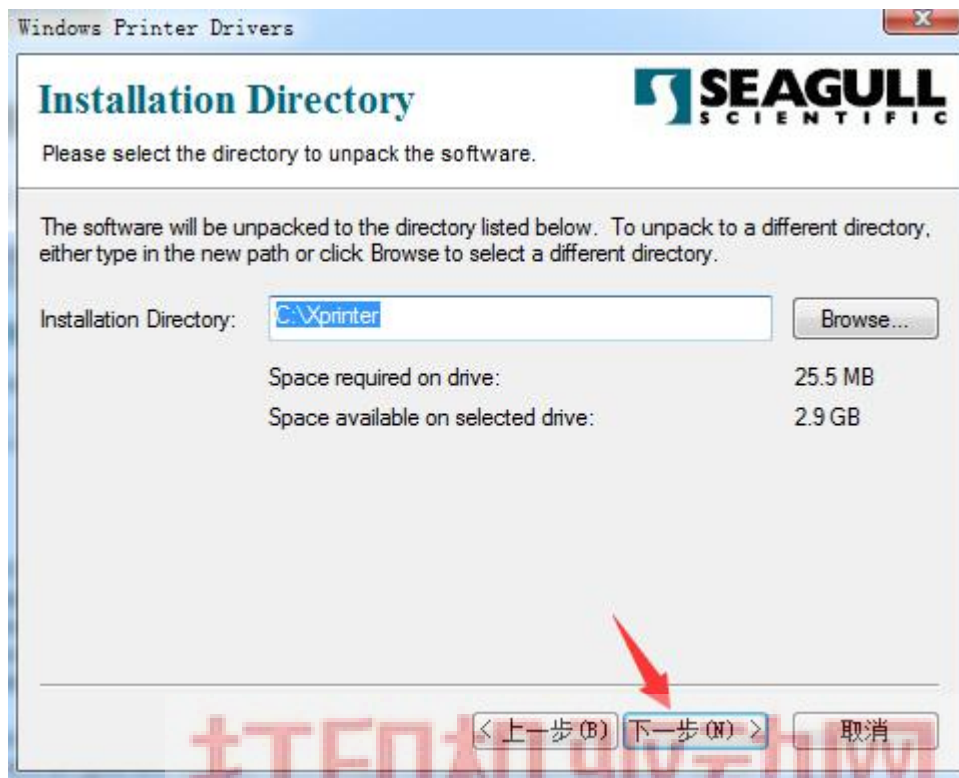 Windows Printer Drivers
Installation Directory
SEAGULL
SCIENTIFIC
Please select the directory to unpack the software.
The software will be unpacked to the directory listed below. To unpack to a different directory,
either type in the new path or click Browse to select a different directory.
Installation Directory: C:\Xprinter Browse...
Space required on drive: 25.5 MB
Space available on selected drive: 2.9 GB
< 上一步(B) 下一步(N) > 取消